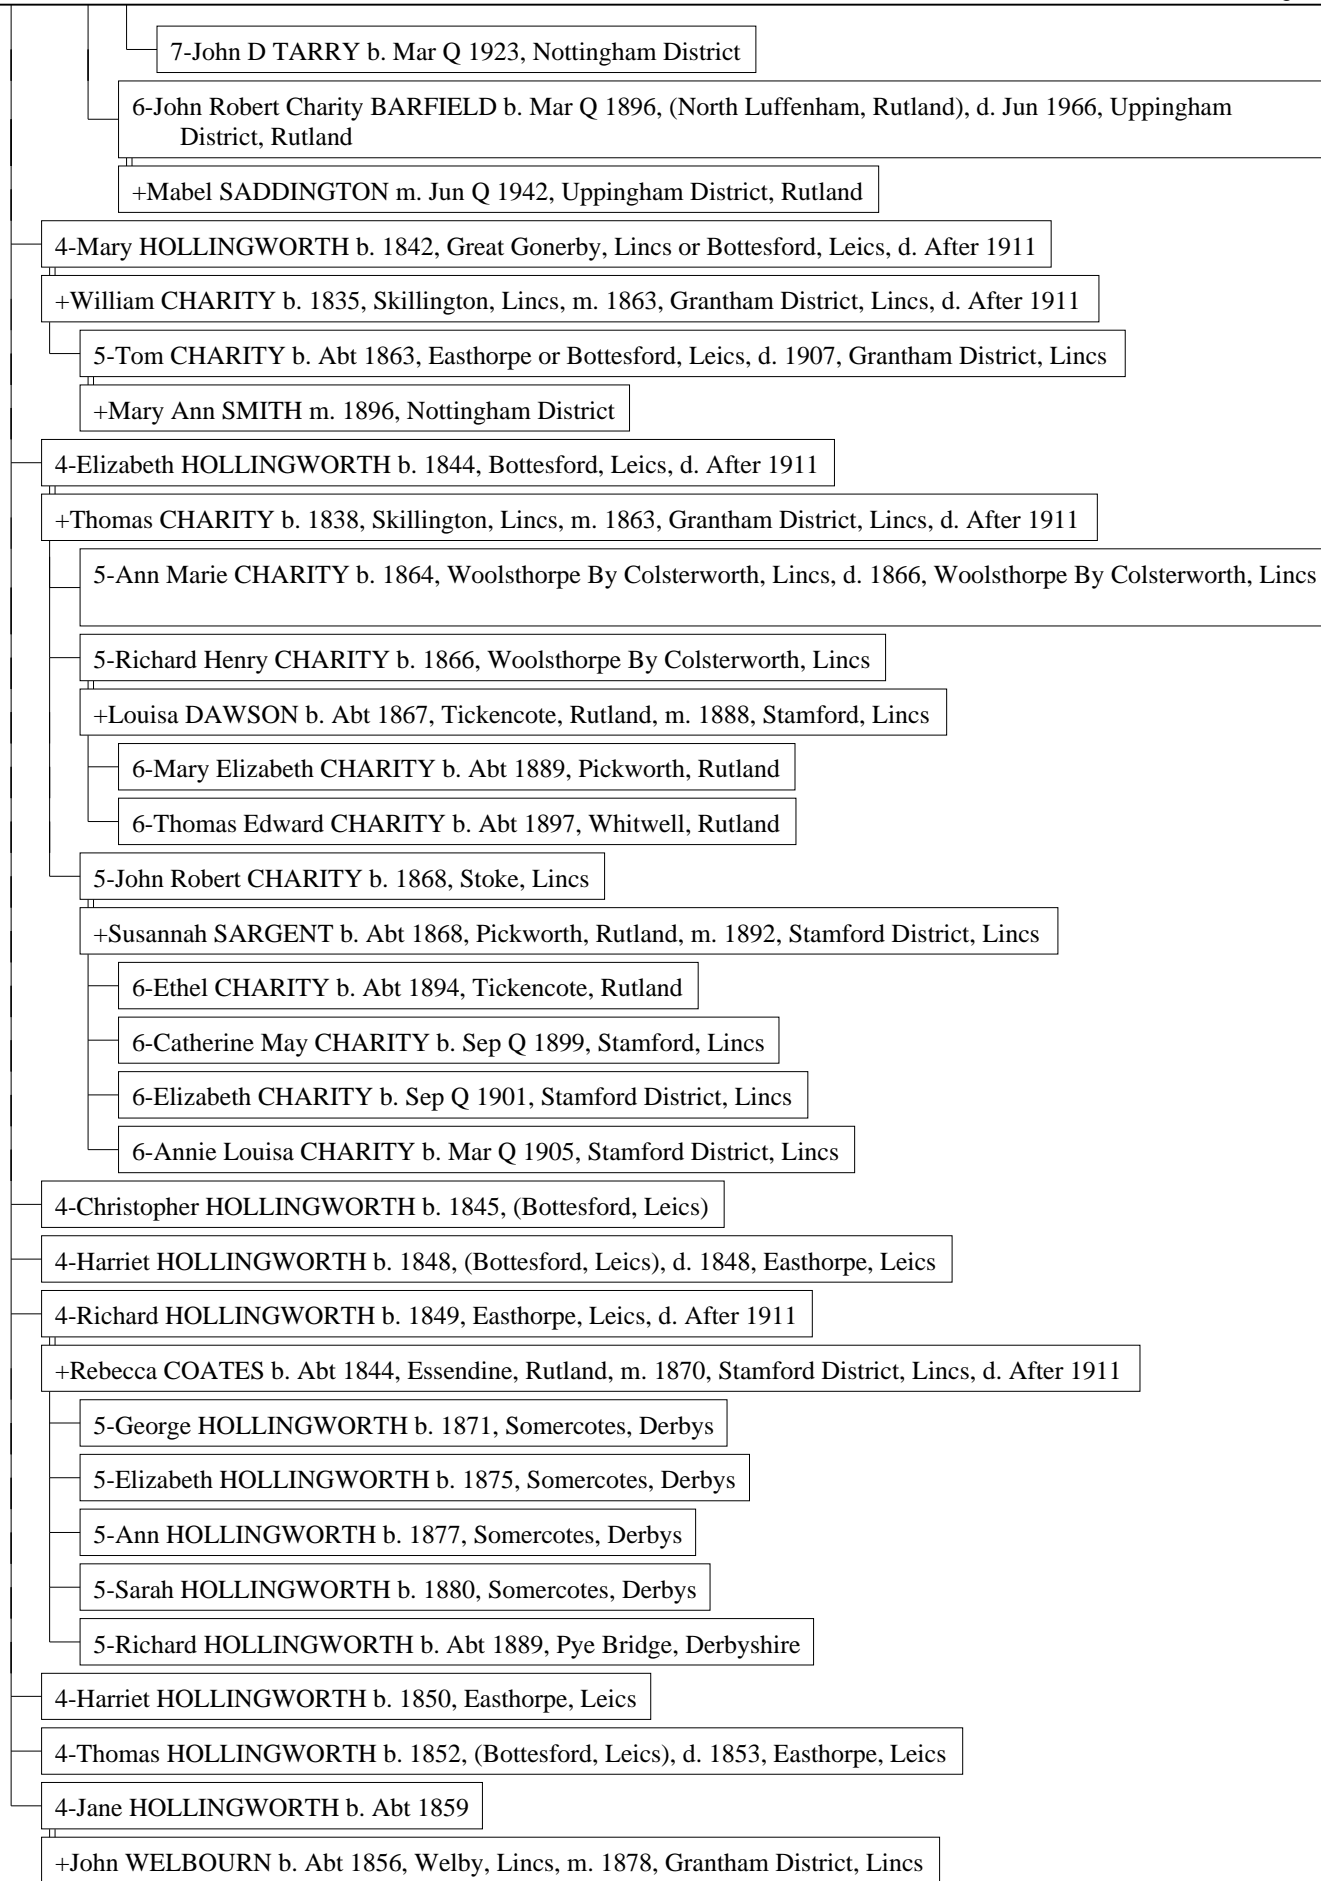 7-John D TARRY b. Mar Q 1923, Nottingham District
6-John Robert Charity BARFIELD b. Mar Q 1896, (North Luffenham, Rutland), d. Jun 1966, Uppingham
District, Rutland
+Mabel SADDINGTON m. Jun Q 1942, Uppingham District, Rutland
4-Mary HOLLINGWORTH b. 1842, Great Gonerby, Lincs or Bottesford, Leics, d. After 1911
+William CHARITY b. 1835, Skillington, Lincs, m. 1863, Grantham District, Lincs, d. After 1911
5-Tom CHARITY b. Abt 1863, Easthorpe or Bottesford, Leics, d. 1907, Grantham District, Lincs
+Mary Ann SMITH m. 1896, Nottingham District
4-Elizabeth HOLLINGWORTH b. 1844, Bottesford, Leics, d. After 1911
+Thomas CHARITY b. 1838, Skillington, Lincs, m. 1863, Grantham District, Lincs, d. After 1911
5-Ann Marie CHARITY b. 1864, Woolsthorpe By Colsterworth, Lincs, d. 1866, Woolsthorpe By Colsterworth, Lincs
5-Richard Henry CHARITY b. 1866, Woolsthorpe By Colsterworth, Lincs
+Louisa DAWSON b. Abt 1867, Tickencote, Rutland, m. 1888, Stamford, Lincs
6-Mary Elizabeth CHARITY b. Abt 1889, Pickworth, Rutland
6-Thomas Edward CHARITY b. Abt 1897, Whitwell, Rutland
5-John Robert CHARITY b. 1868, Stoke, Lincs
+Susannah SARGENT b. Abt 1868, Pickworth, Rutland, m. 1892, Stamford District, Lincs
6-Ethel CHARITY b. Abt 1894, Tickencote, Rutland
6-Catherine May CHARITY b. Sep Q 1899, Stamford, Lincs
6-Elizabeth CHARITY b. Sep Q 1901, Stamford District, Lincs
6-Annie Louisa CHARITY b. Mar Q 1905, Stamford District, Lincs
4-Christopher HOLLINGWORTH b. 1845, (Bottesford, Leics)
4-Harriet HOLLINGWORTH b. 1848, (Bottesford, Leics), d. 1848, Easthorpe, Leics
4-Richard HOLLINGWORTH b. 1849, Easthorpe, Leics, d. After 1911
+Rebecca COATES b. Abt 1844, Essendine, Rutland, m. 1870, Stamford District, Lincs, d. After 1911
5-George HOLLINGWORTH b. 1871, Somercotes, Derbys
5-Elizabeth HOLLINGWORTH b. 1875, Somercotes, Derbys
5-Ann HOLLINGWORTH b. 1877, Somercotes, Derbys
5-Sarah HOLLINGWORTH b. 1880, Somercotes, Derbys
5-Richard HOLLINGWORTH b. Abt 1889, Pye Bridge, Derbyshire
4-Harriet HOLLINGWORTH b. 1850, Easthorpe, Leics
4-Thomas HOLLINGWORTH b. 1852, (Bottesford, Leics), d. 1853, Easthorpe, Leics
4-Jane HOLLINGWORTH b. Abt 1859
+John WELBOURN b. Abt 1856, Welby, Lincs, m. 1878, Grantham District, Lincs